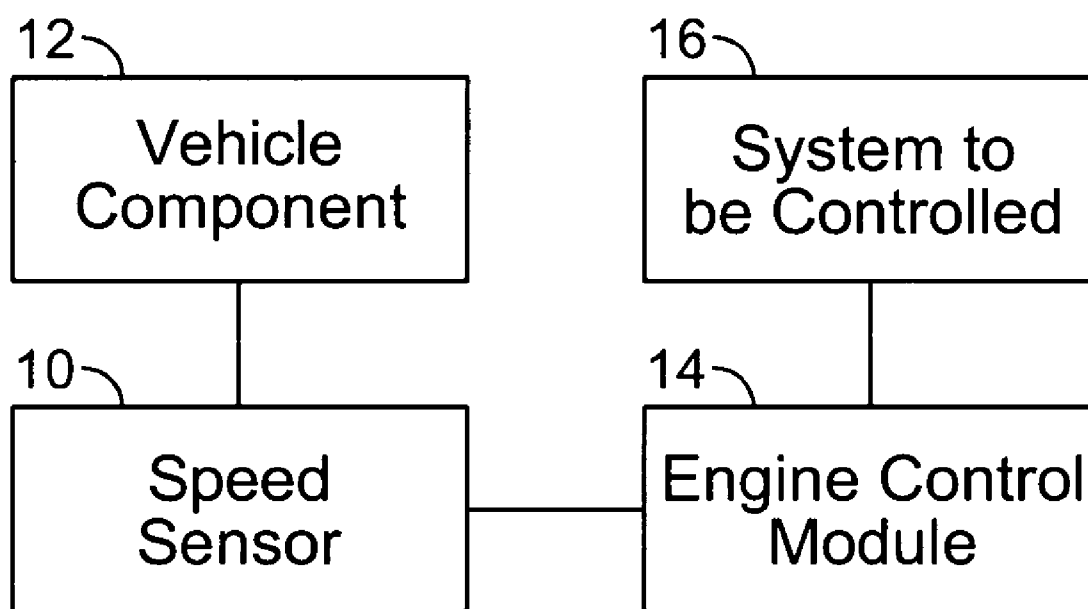 12
Vehicle
Component
16
System to
be Controlled
10
Speed
Sensor
14
Engine Control
Module